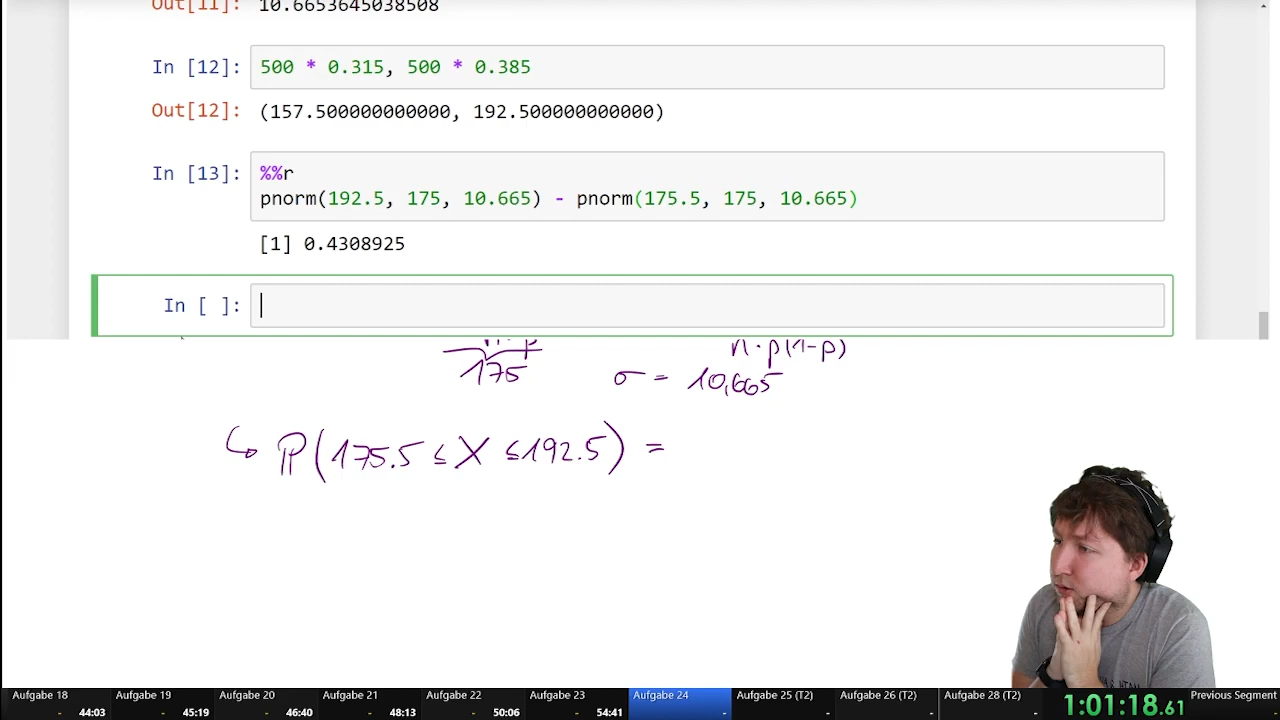 Out[11]: 10.6653645038508
In [12]: 500 * 0.315, 500 * 0.385
Out[12]: (157.500000000000, 192.500000000000)
In [13]: %%r
pnorm(192.5, 175, 10.665) - pnorm(175.5, 175, 10.665)
[1] 0.4308925
In [ ]:
n·p n·p(1-p)
175 σ = 10,665
↳ ℙ(175.5 ≤ X ≤ 192.5) =
Aufgabe 18 Aufgabe 19 Aufgabe 20 Aufgabe 21 Aufgabe 22 Aufgabe 23 Aufgabe 24 Aufgabe 25 (T2) Aufgabe 26 (T2) Aufgabe 28 (T2) 1:01:18.61 Previous Segment
- 44:03 - 45:19 - 46:40 - 48:13 - 50:06 - 54:41 - - - - - - - - -